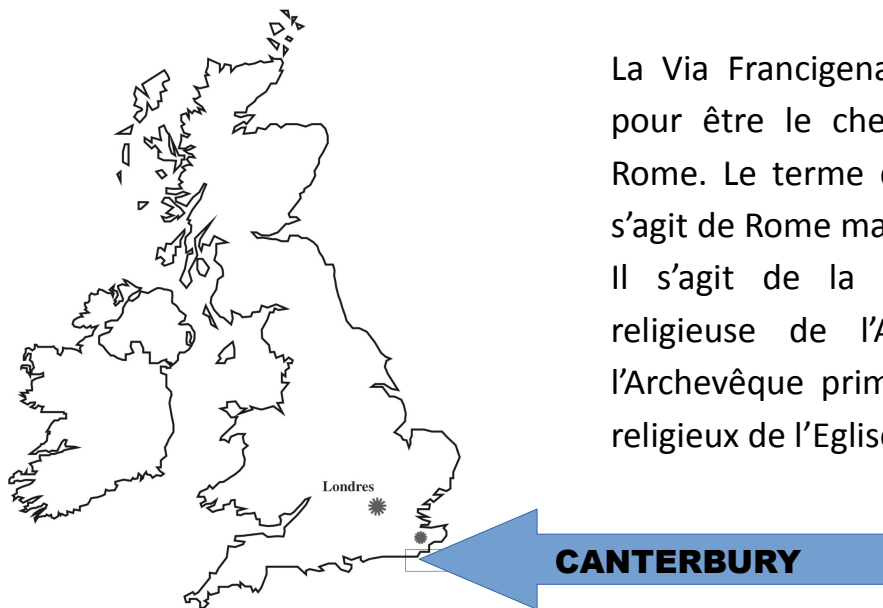 La Via Francigena
pour être le che
Rome. Le terme
s’agit de Rome ma
Il s’agit de la
religieuse de l’A
l’Archevêque prim
religieux de l’Eglise
Londres
CANTERBURY